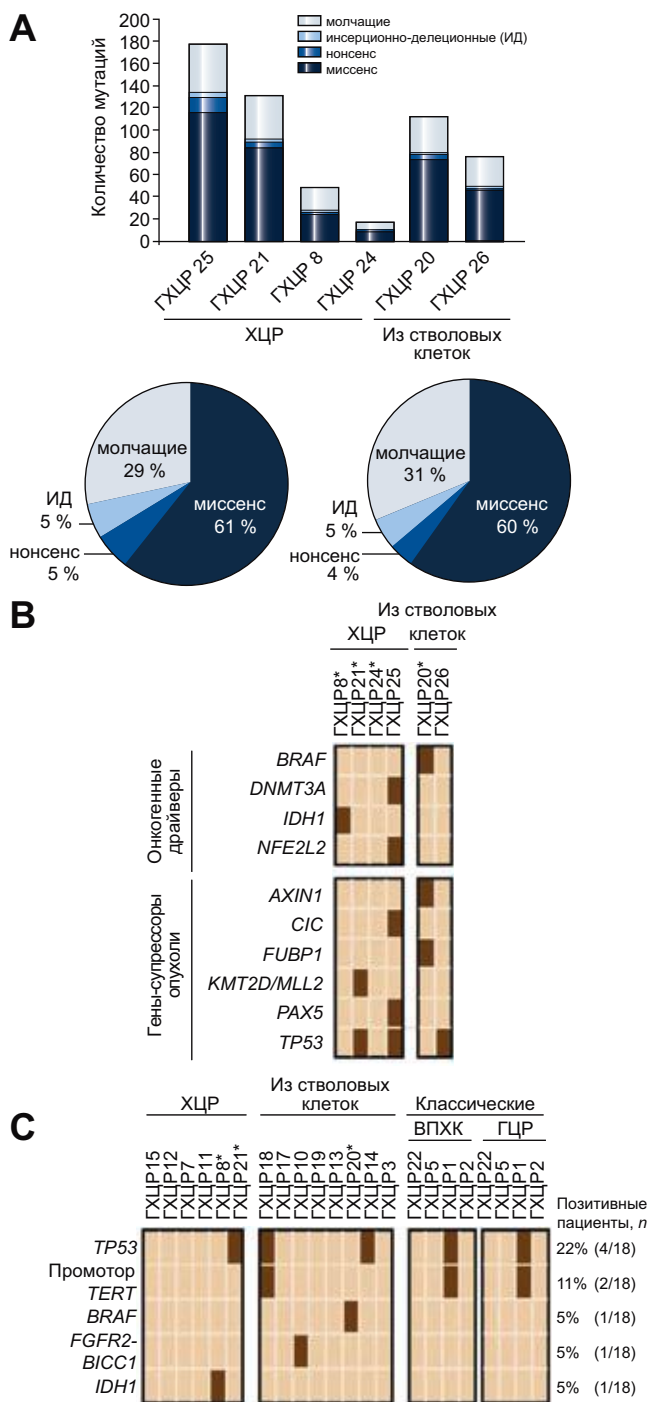 A
Количество мутаций
200
180
160
140
120
100
80
60
40
20
0
молчащие
инсерционно-делеционные (ИД)
нонсенс
миссенс
ГХЦР 25
ГХЦР 21
ГХЦР 8
ГХЦР 24
ГХЦР 20
ГХЦР 26
ХЦР
Из стволовых
клеток
молчащие
29 %
ИД
5 %
нонсенс
5 %
миссенс
61 %
молчащие
31 %
ИД
5 %
нонсенс
4 %
миссенс
60 %
B
ХЦР
Из стволовых
клеток
ГХЦР8*
ГХЦР21*
ГХЦР24*
ГХЦР25
ГХЦР20*
ГХЦР26
Онкогенные
драйверы
BRAF
DNMT3A
IDH1
NFE2L2
Гены-супрессоры
опухоли
AXIN1
CIC
FUBP1
KMT2D/MLL2
PAX5
TP53
C
ХЦР
Из стволовых
клеток
Классические
ВПХК
ГЦР
ГХЦР15
ГХЦР12
ГХЦР7
ГХЦР11
ГХЦР8*
ГХЦР21*
ГХЦР18
ГХЦР17
ГХЦР10
ГХЦР19
ГХЦР13
ГХЦР20*
ГХЦР14
ГХЦР3
ГХЦР22
ГХЦР5
ГХЦР1
ГХЦР2
ГХЦР22
ГХЦР5
ГХЦР1
ГХЦР2
Позитивные
пациенты, n
TP53
22% (4/18)
Промотор
TERT
11% (2/18)
BRAF
5% (1/18)
FGFR2-
BICC1
5% (1/18)
IDH1
5% (1/18)